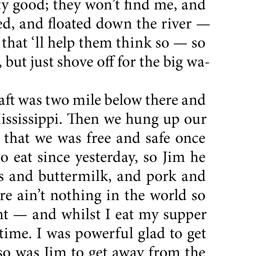 y good; they won't find me, and
ed, and floated down the river —
that 'll help them think so — so
, but just shove off for the big wa-
aft was two mile below there and
ississippi. Then we hung up our
that we was free and safe once
o eat since yesterday, so Jim he
s and buttermilk, and pork and
re ain't nothing in the world so
ht — and whilst I eat my supper
time. I was powerful glad to get
so was Jim to get away from the